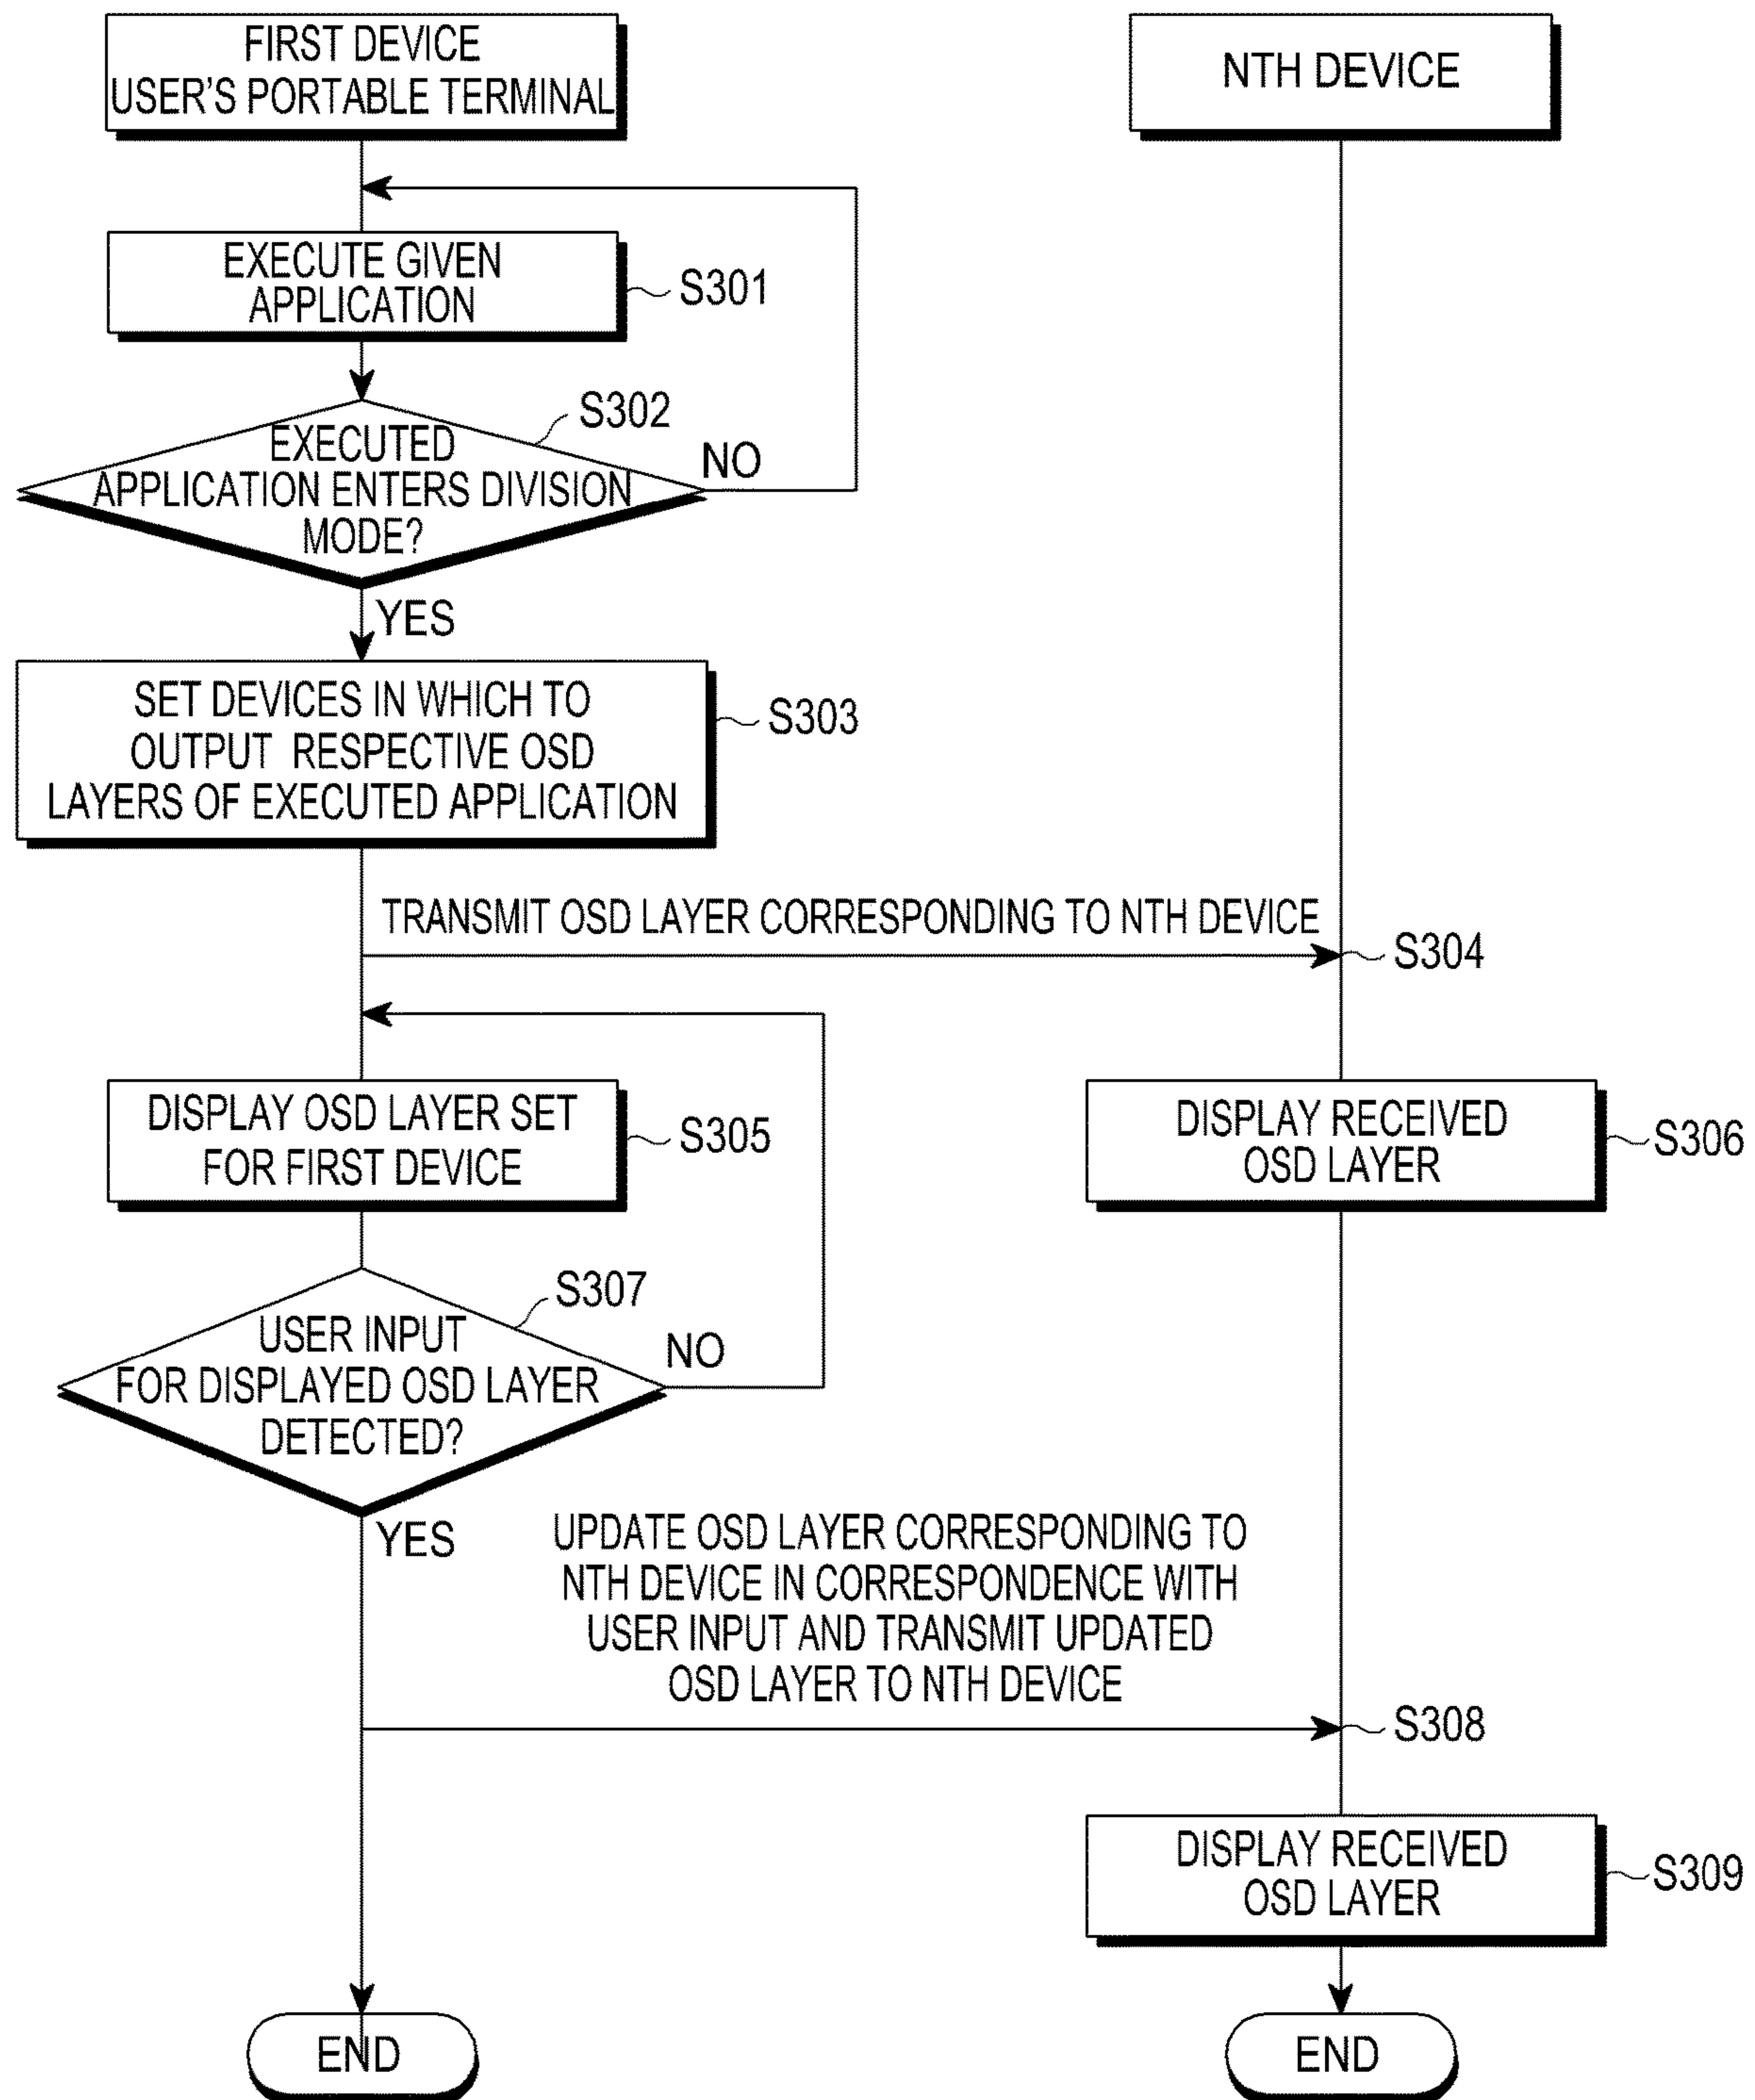 FIRST DEVICE
USER'S PORTABLE TERMINAL
NTH DEVICE
EXECUTE GIVEN
APPLICATION
S301
S302
EXECUTED
APPLICATION ENTERS DIVISION
MODE?
NO
YES
SET DEVICES IN WHICH TO
OUTPUT RESPECTIVE OSD
LAYERS OF EXECUTED APPLICATION
S303
TRANSMIT OSD LAYER CORRESPONDING TO NTH DEVICE
S304
DISPLAY OSD LAYER SET
FOR FIRST DEVICE
S305
DISPLAY RECEIVED
OSD LAYER
S306
S307
USER INPUT
FOR DISPLAYED OSD LAYER
DETECTED?
NO
YES
UPDATE OSD LAYER CORRESPONDING TO
NTH DEVICE IN CORRESPONDENCE WITH
USER INPUT AND TRANSMIT UPDATED
OSD LAYER TO NTH DEVICE
S308
DISPLAY RECEIVED
OSD LAYER
S309
END
END